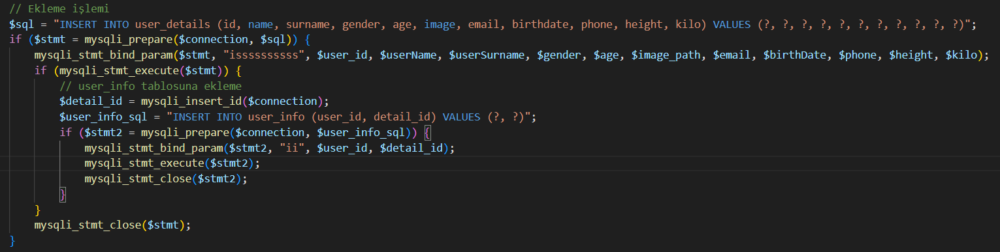 // Ekleme işlemi
$sql = "INSERT INTO user_details (id, name, surname, gender, age, image, email, birthdate, phone, height, kilo) VALUES (?, ?, ?, ?, ?, ?, ?, ?, ?, ?, ?)";
if ($stmt = mysqli_prepare($connection, $sql)) {
mysqli_stmt_bind_param($stmt, "issssssssss", $user_id, $userName, $userSurname, $gender, $age, $image_path, $email, $birthDate, $phone, $height, $kilo);
if (mysqli_stmt_execute($stmt)) {
// user_info tablosuna ekleme
$detail_id = mysqli_insert_id($connection);
$user_info_sql = "INSERT INTO user_info (user_id, detail_id) VALUES (?, ?)";
if ($stmt2 = mysqli_prepare($connection, $user_info_sql)) {
mysqli_stmt_bind_param($stmt2, "ii", $user_id, $detail_id);
mysqli_stmt_execute($stmt2);
mysqli_stmt_close($stmt2);
}
}
mysqli_stmt_close($stmt);
}